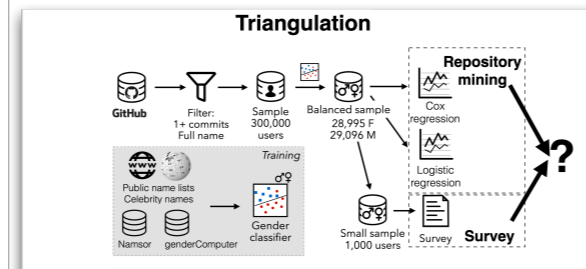 Triangulation
GitHub
Filter:
1+ commits
Full name
Sample
300,000
users
Balanced sample
28,995 F
29,096 M
Repository
mining
Cox
regression
Logistic
regression
?
Training
WWW
Public name lists
Celebrity names
Namsor
genderComputer
Gender
classifier
Small sample
1,000 users
Survey
Survey